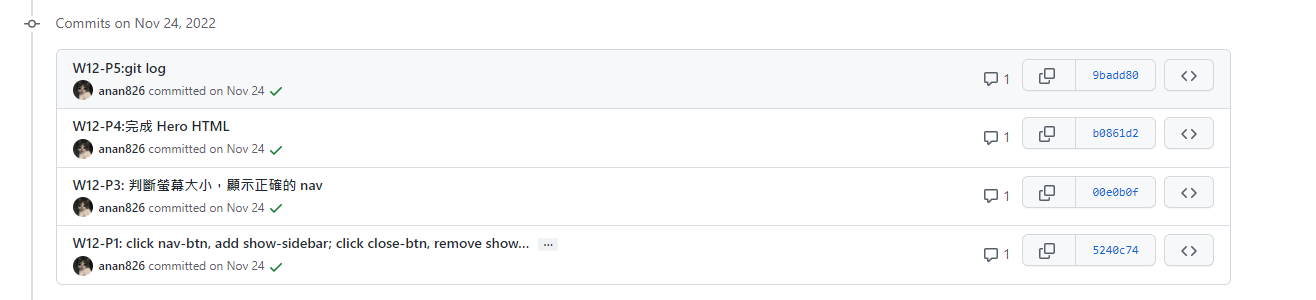 Commits on Nov 24, 2022
W12-P5:git log
anan826 committed on Nov 24
1
9badd80
W12-P4:完成 Hero HTML
anan826 committed on Nov 24
1
b0861d2
W12-P3: 判斷螢幕大小，顯示正確的 nav
anan826 committed on Nov 24
1
00e0b0f
W12-P1: click nav-btn, add show-sidebar; click close-btn, remove show... ...
anan826 committed on Nov 24
1
5240c74